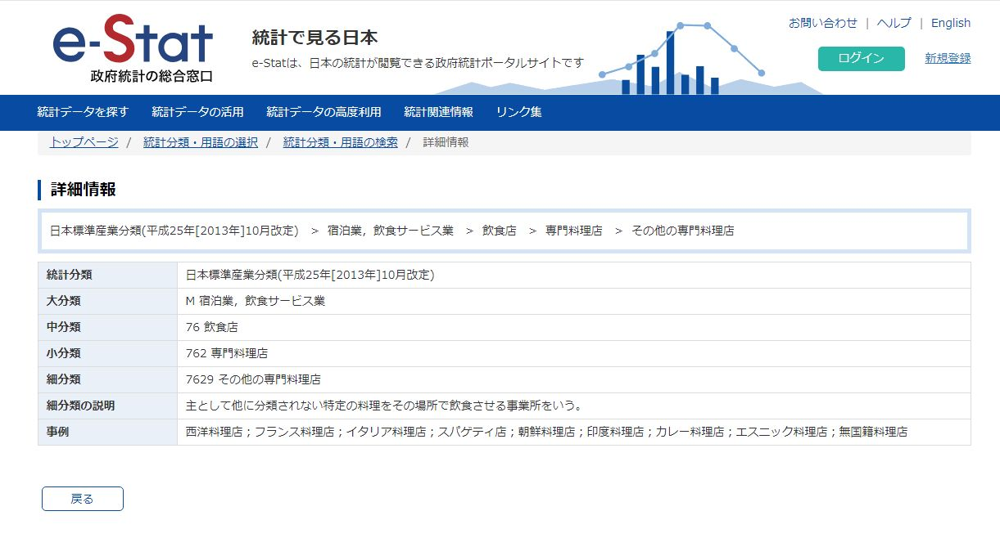 e-Stat
政府統計の総合窓口
統計で見る日本
e-Statは、日本の統計が閲覧できる政府統計ポータルサイトです
お問い合わせ | ヘルプ | English
ログイン 新規登録
統計データを探す 統計データの活用 統計データの高度利用 統計関連情報 リンク集
トップページ / 統計分類・用語の選択 / 統計分類・用語の検索 / 詳細情報
詳細情報
日本標準産業分類(平成25年[2013年]10月改定) > 宿泊業，飲食サービス業 > 飲食店 > 専門料理店 > その他の専門料理店
統計分類 日本標準産業分類(平成25年[2013年]10月改定)
大分類 M 宿泊業，飲食サービス業
中分類 76 飲食店
小分類 762 専門料理店
細分類 7629 その他の専門料理店
細分類の説明 主として他に分類されない特定の料理をその場所で飲食させる事業所をいう。
事例 西洋料理店；フランス料理店；イタリア料理店；スパゲティ店；朝鮮料理店；印度料理店；カレー料理店；エスニック料理店；無国籍料理店
戻る